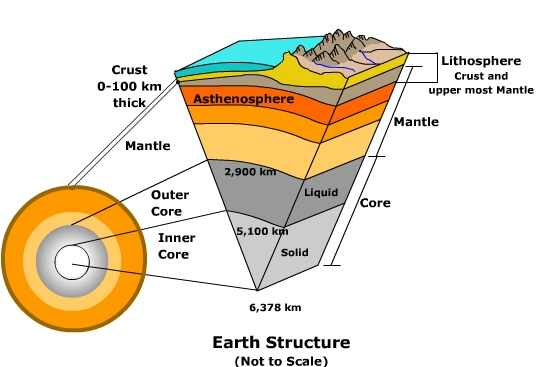 Crust
0-100 km
thick
Lithosphere
Crust and
upper most Mantle
Asthenosphere
Mantle
Mantle
2,900 km
Liquid
Outer
Core
Core
Inner
Core
5,100 km
Solid
6,378 km
Earth Structure
(Not to Scale)